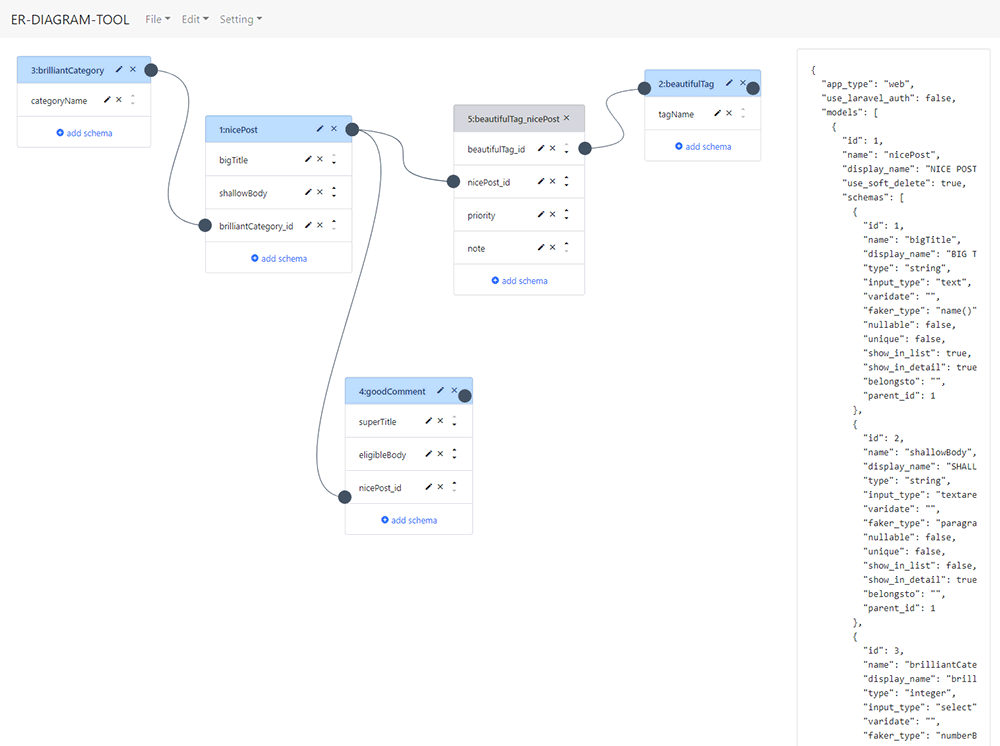 ER-DIAGRAM-TOOL File Edit Setting
3:brilliantCategory
categoryName
add schema
1:nicePost
bigTitle
shallowBody
brilliantCategory_id
add schema
5:beautifulTag_nicePost
beautifulTag_id
nicePost_id
priority
note
add schema
2:beautifulTag
tagName
add schema
4:goodComment
superTitle
eligibleBody
nicePost_id
add schema
{
"app_type": "web",
"use_laravel_auth": false,
"models": [
{
"id": 1,
"name": "nicePost",
"display_name": "NICE POST
"use_soft_delete": true,
"schemas": [
{
"id": 1,
"name": "bigTitle",
"display_name": "BIG T
"type": "string",
"input_type": "text",
"varidate": "",
"faker_type": "name()"
"nullable": false,
"unique": false,
"show_in_list": true,
"show_in_detail": true
"belongsto": "",
"parent_id": 1
},
{
"id": 2,
"name": "shallowBody",
"display_name": "SHALL
"type": "string",
"input_type": "textare
"varidate": "",
"faker_type": "paragra
"nullable": false,
"unique": false,
"show_in_list": false,
"show_in_detail": true
"belongsto": "",
"parent_id": 1
},
{
"id": 3,
"name": "brilliantCate
"display_name": "brill
"type": "integer",
"input_type": "select"
"varidate": "",
"faker_type": "numberB